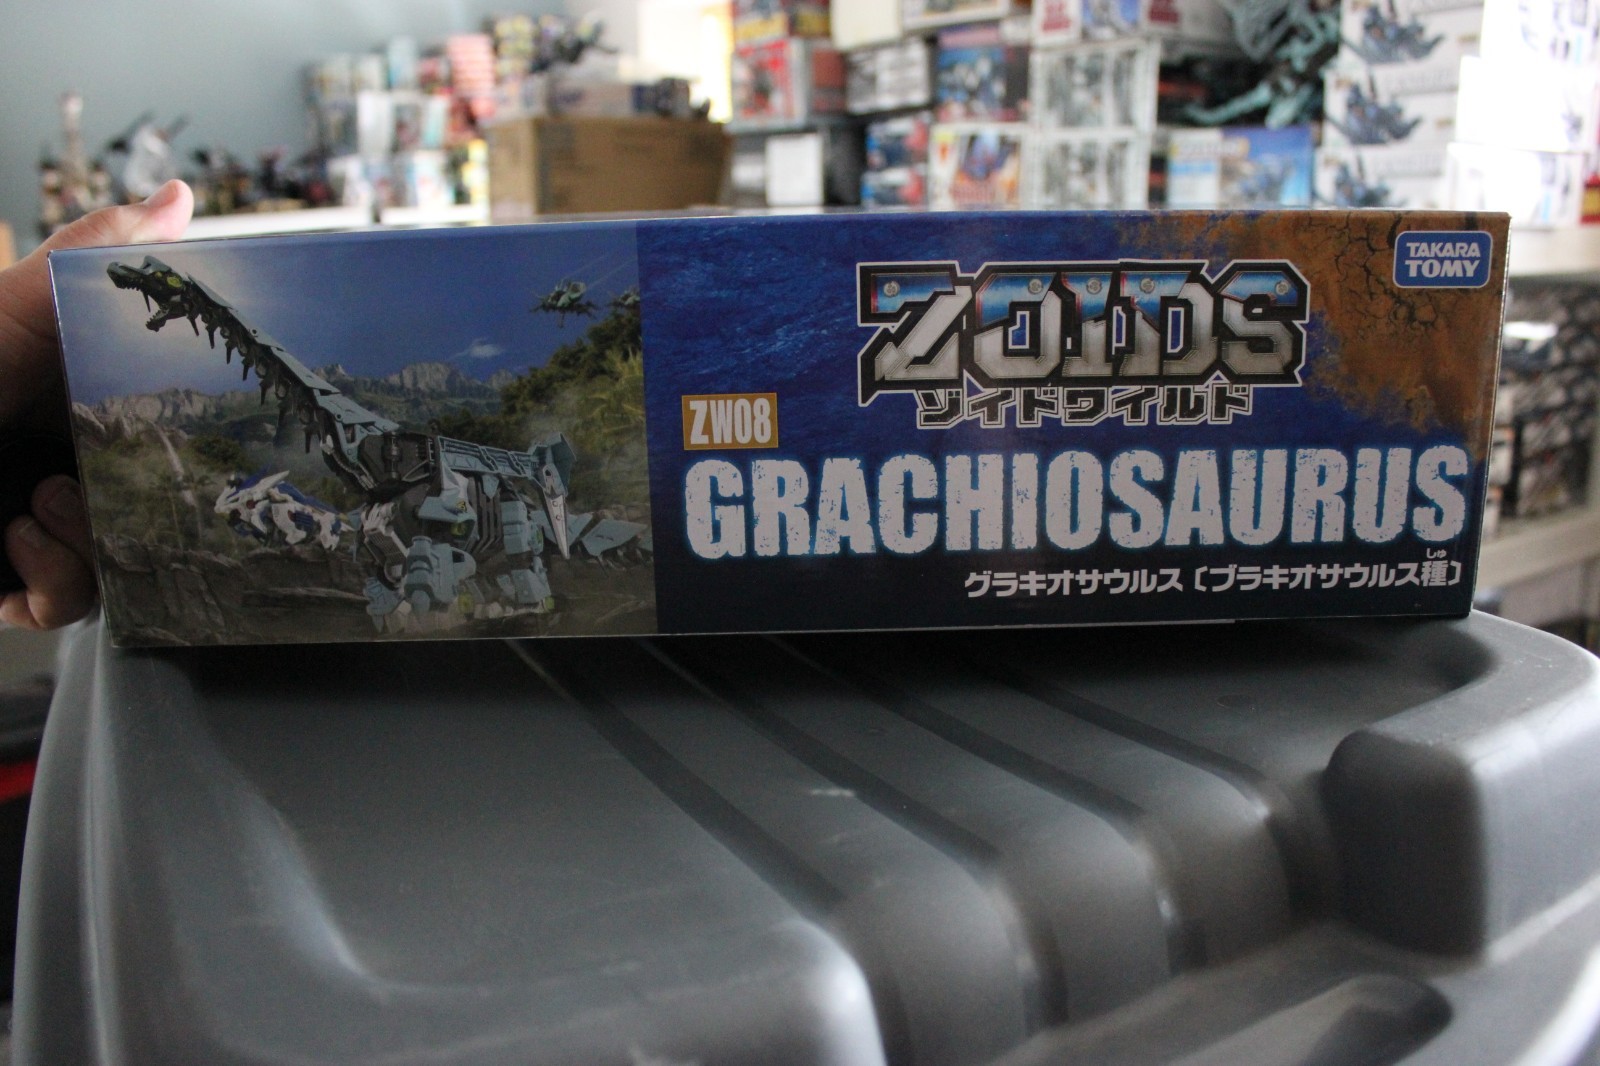 TAKARA
TOMY
ZOIDS
ゾイドワイルド
ZW08
GRACHIOSAURUS
しゅ
グラキオサウルス〔ブラキオサウルス種〕